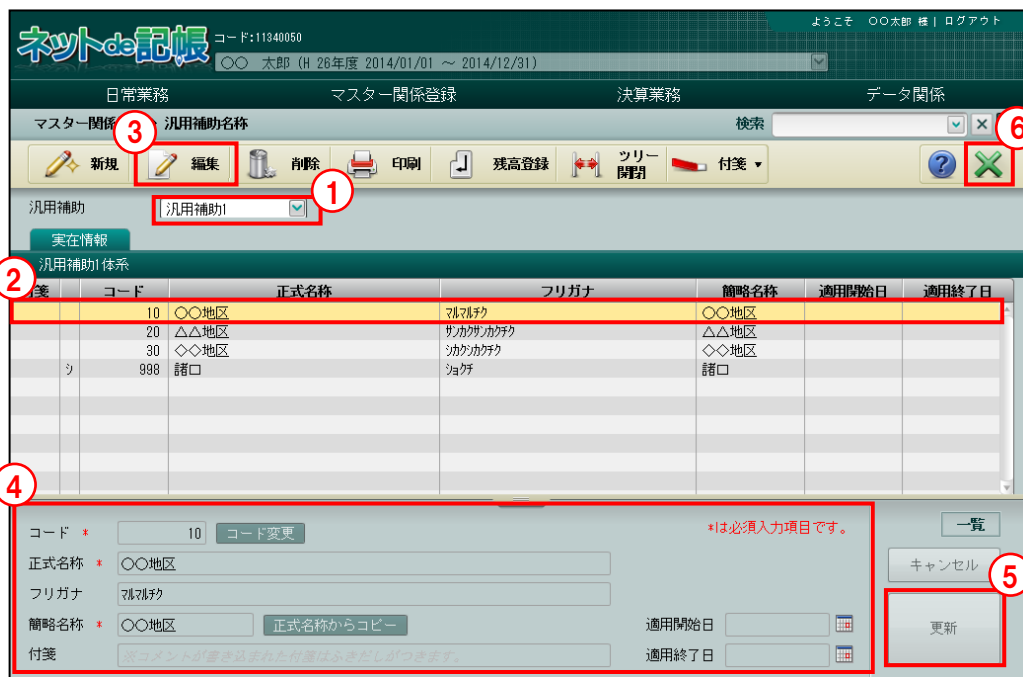 ようこそ 〇〇太郎 様 | ログアウト
ネットde記帳 コード:11340050
〇〇 太郎 (H 26年度 2014/01/01 ～ 2014/12/31)
日常業務 マスター関係登録 決算業務 データ関係
マスター関係 汎用補助名称 検索
3 6
新規 編集 削除 印刷 残高登録 ツリー開閉 付箋 ▼ ?
1
汎用補助 汎用補助1
実在情報
汎用補助1体系
2
付箋 コード 正式名称 フリガナ 簡略名称 適用開始日 適用終了日
10 〇〇地区 ﾏﾙﾏﾙﾁｸ 〇〇地区
20 △△地区 ｻﾝｶｸｻﾝｶｸﾁｸ △△地区
30 ◇◇地区 ｼｶｸｼｶｸﾁｸ ◇◇地区
ｼ 998 諸口 ｼｮｸﾁ 諸口
4
コード * 10 コード変更 *は必須入力項目です。 一覧
正式名称 * 〇〇地区 キャンセル
5
フリガナ ﾏﾙﾏﾙﾁｸ
簡略名称 * 〇〇地区 正式名称からコピー 適用開始日 更新
付箋 ※コメントが書き込まれた付箋はふきだしがつきます。 適用終了日